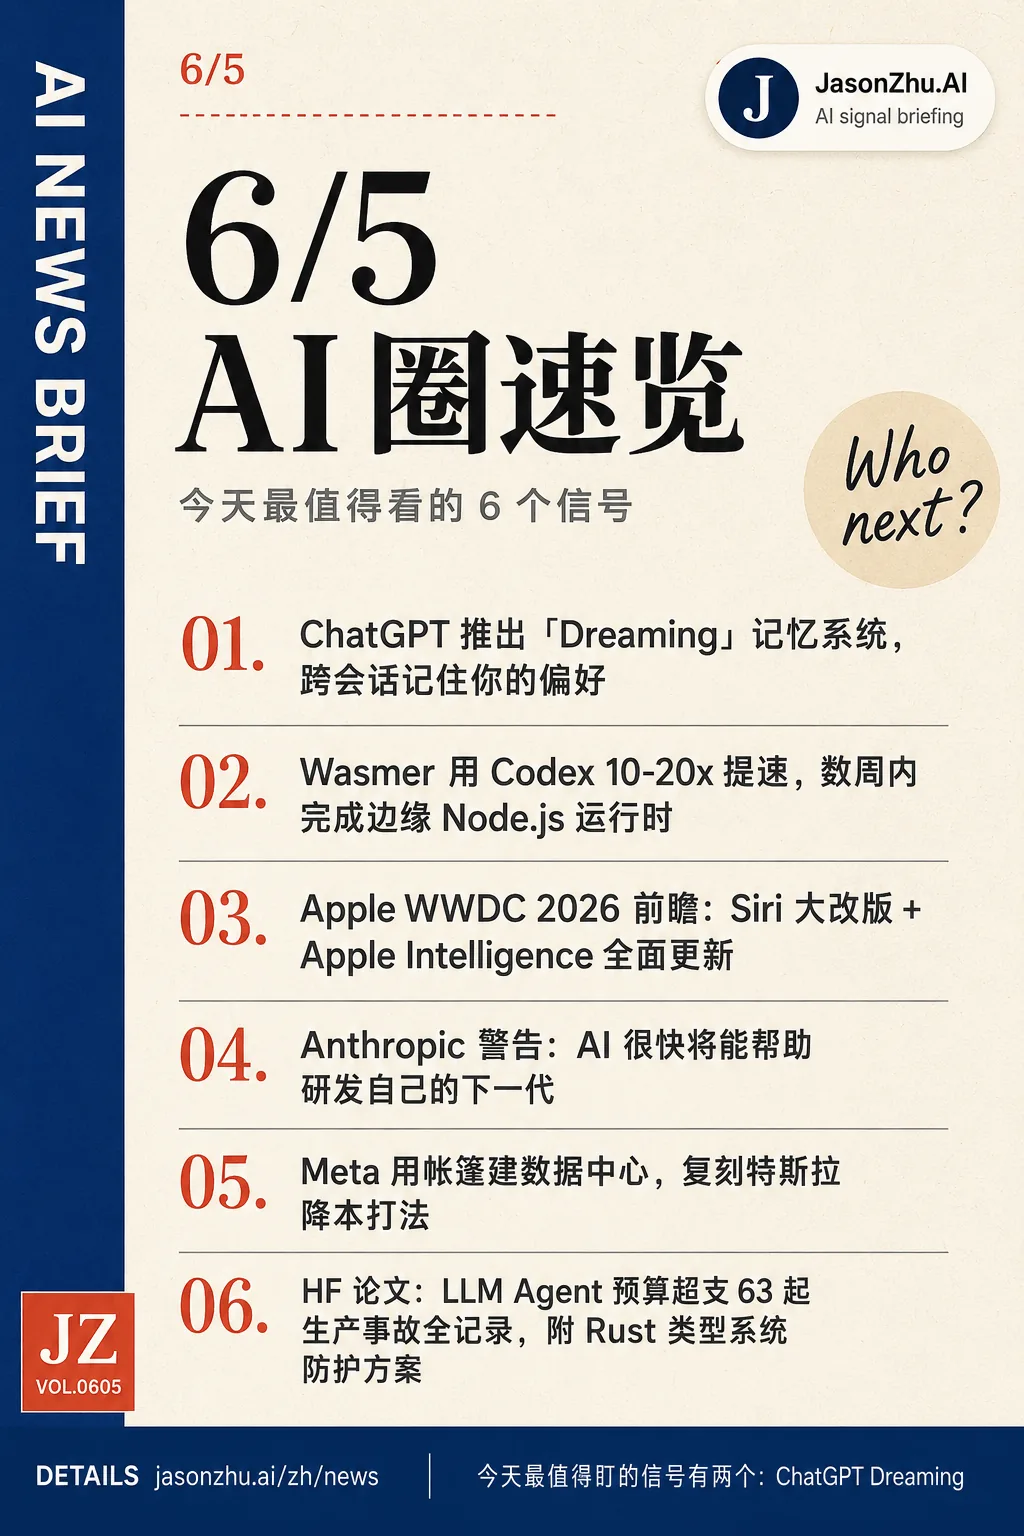 AI NEWS BRIEF
6/5
J
JasonZhu.AI
AI signal briefing
6/5
AI 圈速览
今天最值得看的 6 个信号
Who
next?
01.
ChatGPT 推出「Dreaming」记忆系统，
跨会话记住你的偏好
02.
Wasmer 用 Codex 10-20x 提速，数周内
完成边缘 Node.js 运行时
03.
Apple WWDC 2026 前瞻：Siri 大改版 +
Apple Intelligence 全面更新
04.
Anthropic 警告：AI 很快将能帮助
研发自己的下一代
05.
Meta 用帐篷建数据中心，复刻特斯拉
降本打法
06.
HF 论文：LLM Agent 预算超支 63 起
生产事故全记录，附 Rust 类型系统
防护方案
JZ
VOL.0605
DETAILS jasonzhu.ai/zh/news
今天最值得盯的信号有两个：ChatGPT Dreaming